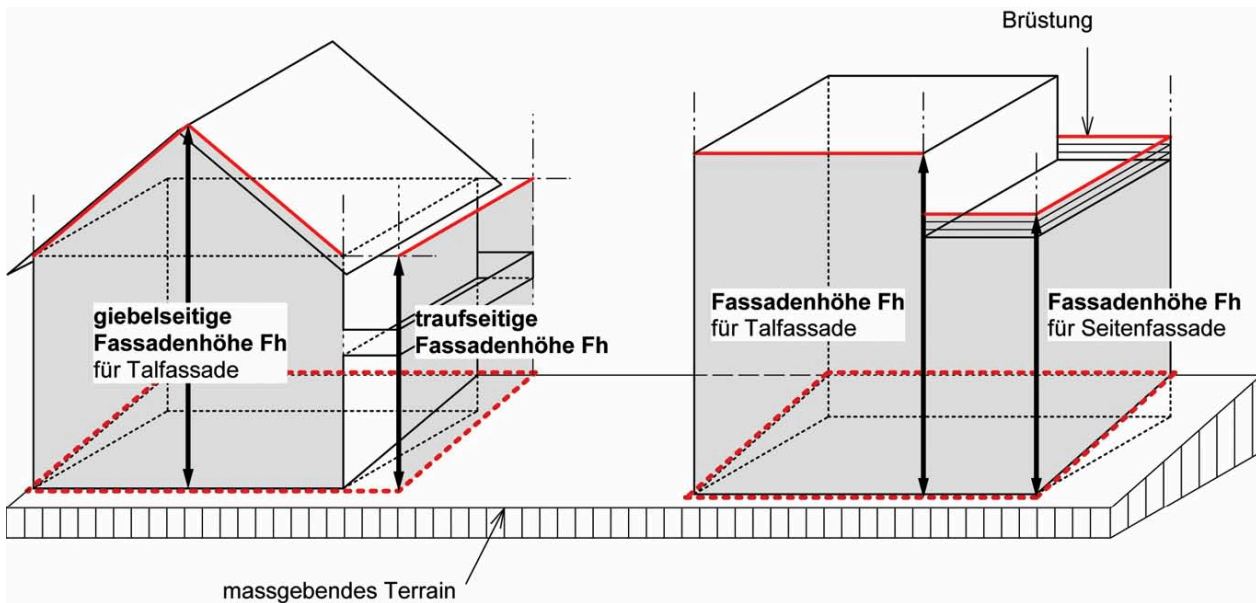 Brüstung
giebelseitige
Fassadenhöhe Fh
für Talfassade
traufseitige
Fassadenhöhe Fh
Fassadenhöhe Fh
für Talfassade
Fassadenhöhe Fh
für Seitenfassade
massgebendes Terrain